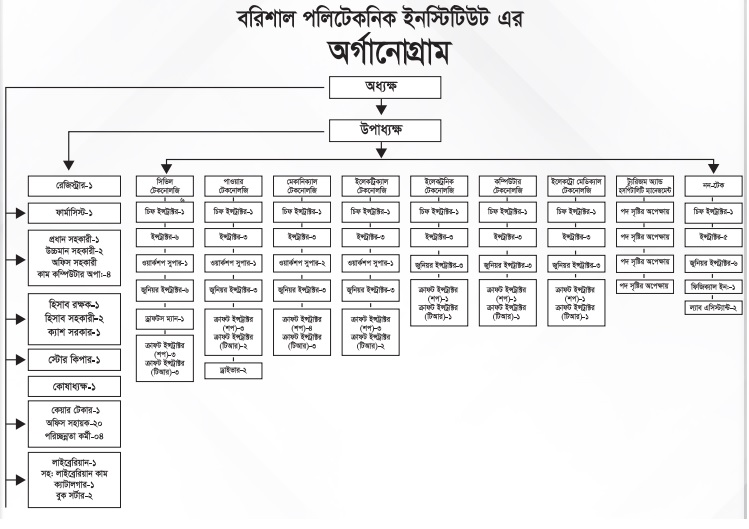 বরিশাল পলিটেকনিক ইনস্টিটিউট এর
অর্গানোগ্রাম
অধ্যক্ষ
উপাধ্যক্ষ
রেজিস্ট্রার-১
ফার্মাসিস্ট-১
প্রধান সহকারী-১
উচ্চমান সহকারী-২
অফিস সহকারী
কাম কম্পিউটার অপাঃ-৪
হিসাব রক্ষক-১
হিসাব সহকারী-২
ক্যাশ সরকার-১
স্টোর কিপার-১
কোষাধ্যক্ষ-১
কেয়ার টেকার-১
অফিস সহায়ক-২০
পরিচ্ছন্নতা কর্মী-০৪
লাইব্রেরিয়ান-১
সহ: লাইব্রেরিয়ান কাম
ক্যাটালগার-১
বুক সর্টার-২
সিভিল
টেকনোলজি
চিফ ইন্সট্রাক্টর-১
ইন্সট্রাক্টর-৬
ওয়ার্কশপ সুপার-১
জুনিয়র ইন্সট্রাক্টর-৬
ড্রাফটস ম্যান-১
ক্রাফট ইন্সট্রাক্টর
(শপ)-৩
ক্রাফট ইন্সট্রাক্টর
(টিআর)-৩
পাওয়ার
টেকনোলজি
চিফ ইন্সট্রাক্টর-১
ইন্সট্রাক্টর-৩
ওয়ার্কশপ সুপার-১
জুনিয়র ইন্সট্রাক্টর-৩
ক্রাফট ইন্সট্রাক্টর
(শপ)-৩
ক্রাফট ইন্সট্রাক্টর
(টিআর)-২
ড্রাইভার-২
মেকানিক্যাল
টেকনোলজি
চিফ ইন্সট্রাক্টর-১
ইন্সট্রাক্টর-৩
ওয়ার্কশপ সুপার-২
জুনিয়র ইন্সট্রাক্টর-৩
ক্রাফট ইন্সট্রাক্টর
(শপ)-৪
ক্রাফট ইন্সট্রাক্টর
(টিআর)-৩
ইলেকট্রিক্যাল
টেকনোলজি
চিফ ইন্সট্রাক্টর-১
ইন্সট্রাক্টর-৩
ওয়ার্কশপ সুপার-১
জুনিয়র ইন্সট্রাক্টর-৩
ক্রাফট ইন্সট্রাক্টর
(শপ)-৩
ক্রাফট ইন্সট্রাক্টর
(টিআর)-২
ইলেকট্রনিক
টেকনোলজি
চিফ ইন্সট্রাক্টর-১
ইন্সট্রাক্টর-৩
জুনিয়র ইন্সট্রাক্টর-৩
ক্রাফট ইন্সট্রাক্টর
(শপ)-১
ক্রাফট ইন্সট্রাক্টর
(টিআর)-১
কম্পিউটার
টেকনোলজি
চিফ ইন্সট্রাক্টর-১
ইন্সট্রাক্টর-৩
জুনিয়র ইন্সট্রাক্টর-৩
ক্রাফট ইন্সট্রাক্টর
(শপ)-১
ক্রাফট ইন্সট্রাক্টর
(টিআর)-১
ইলেকট্রো মেডিক্যাল
টেকনোলজি
চিফ ইন্সট্রাক্টর-১
ইন্সট্রাক্টর-৩
জুনিয়র ইন্সট্রাক্টর-৩
ক্রাফট ইন্সট্রাক্টর
(শপ)-১
ক্রাফট ইন্সট্রাক্টর
(টিআর)-১
ট্যুরিজম অ্যান্ড
হসপিটালিটি ম্যানেজমেন্ট
পদ সৃষ্টির অপেক্ষায়
পদ সৃষ্টির অপেক্ষায়
পদ সৃষ্টির অপেক্ষায়
পদ সৃষ্টির অপেক্ষায়
নন-টেক
চিফ ইন্সট্রাক্টর-১
ইন্সট্রাক্টর-৫
জুনিয়র ইন্সট্রাক্টর-৬
ফিজিক্যাল ইন:-১
ল্যাব এসিস্ট্যান্ট-২